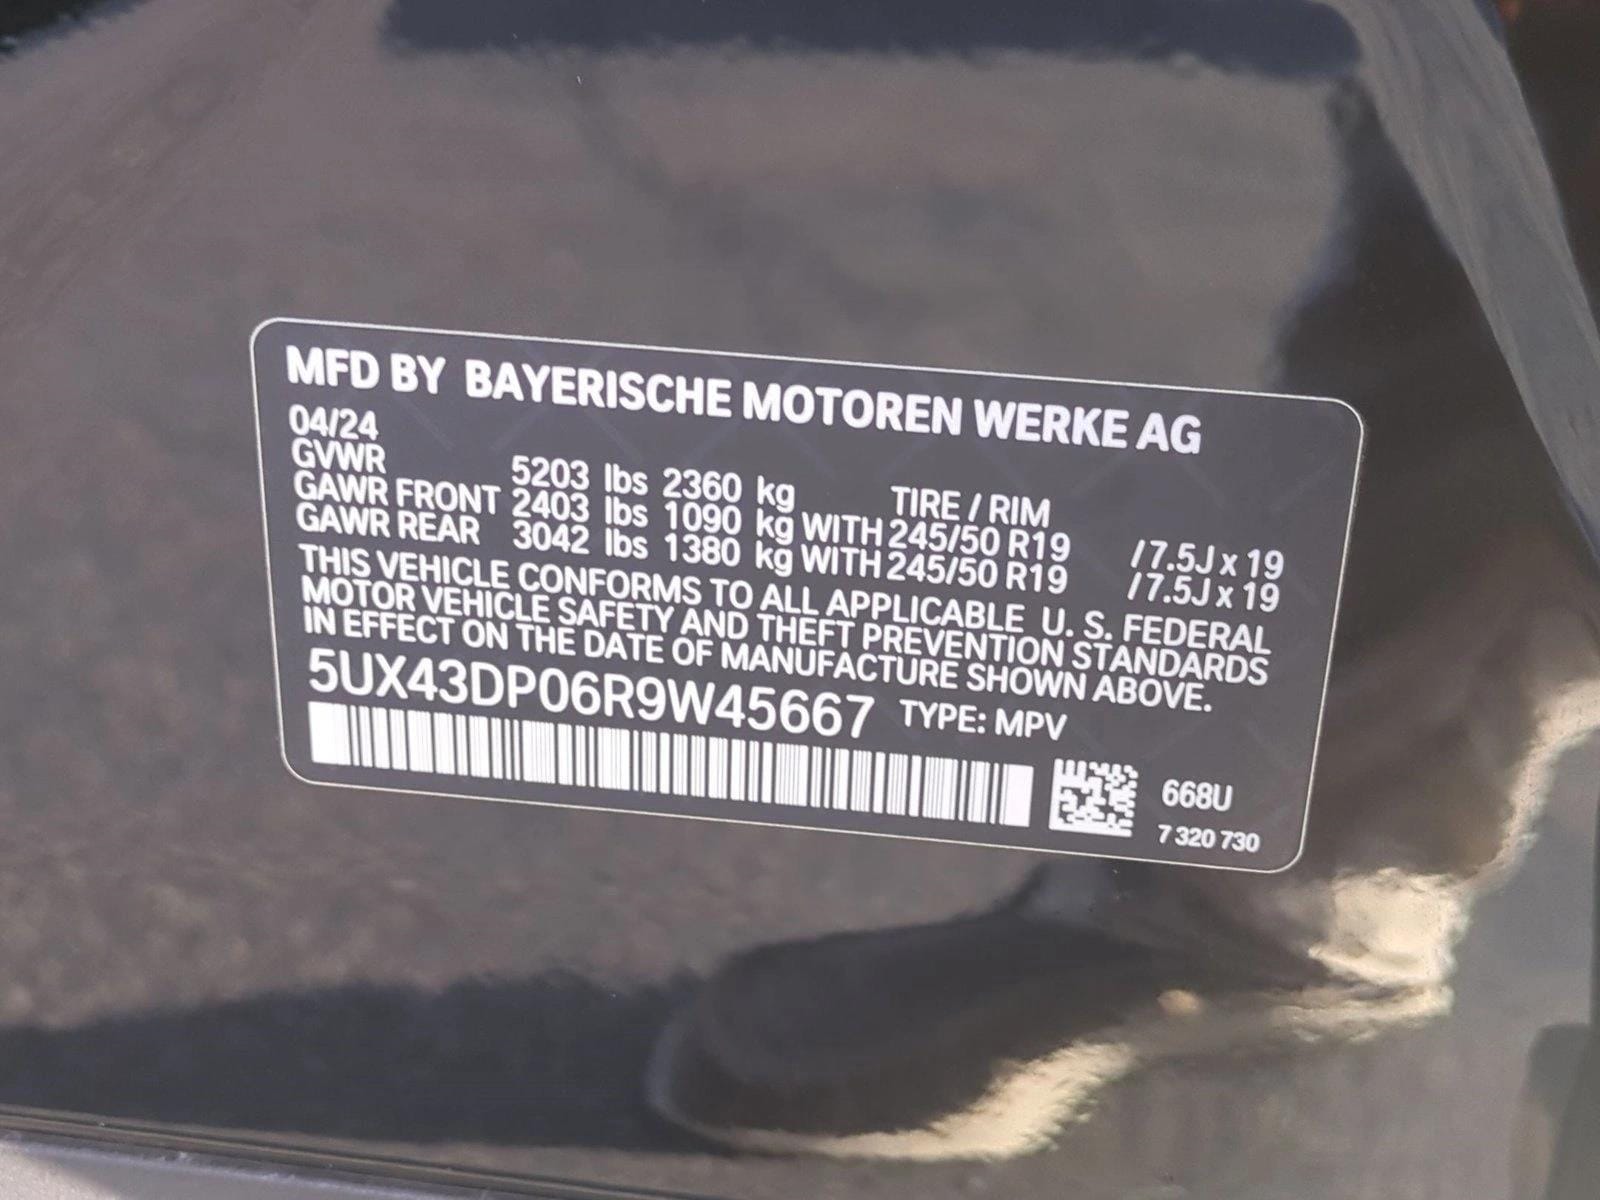 MFD BY BAYERISCHE MOTOREN WERKE AG
04/24
GVWR 5203 lbs 2360 kg TIRE / RIM
GAWR FRONT 2403 lbs 1090 kg WITH 245/50 R19 / 7.5J x 19
GAWR REAR 3042 lbs 1380 kg WITH 245/50 R19 / 7.5J x 19
THIS VEHICLE CONFORMS TO ALL APPLICABLE U. S. FEDERAL
MOTOR VEHICLE SAFETY AND THEFT PREVENTION STANDARDS
IN EFFECT ON THE DATE OF MANUFACTURE SHOWN ABOVE.
5UX43DP06R9W45667 TYPE: MPV
668U
7 320 730